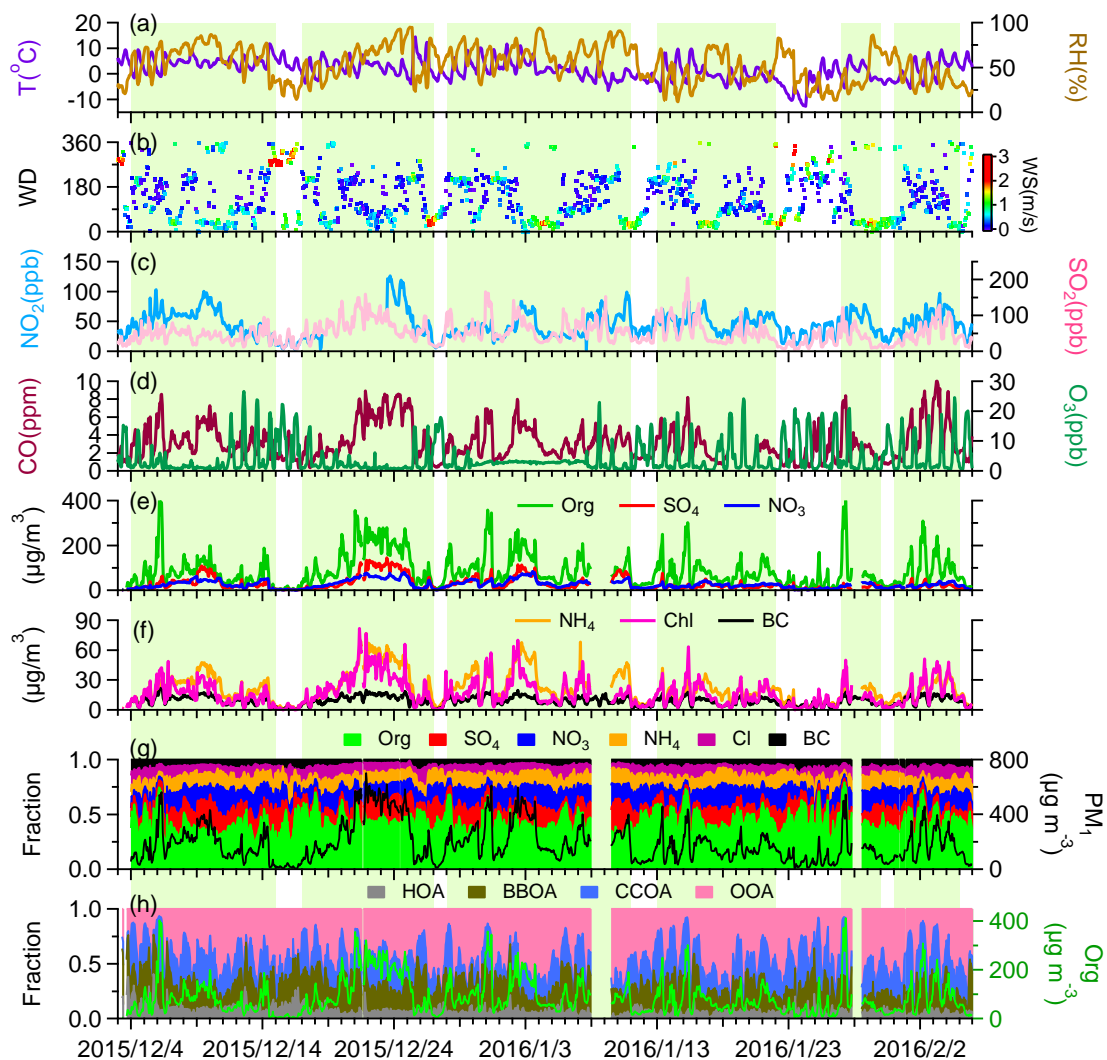 (a)
20
10
0
-10
T(°C)
100
50
0
RH(%)
(b)
360
180
0
WD
3
2
1
0
WS(m/s)
(c)
150
100
50
0
NO₂(ppb)
200
100
0
SO₂(ppb)
(d)
10
8
6
4
2
0
CO(ppm)
30
20
10
0
O₃(ppb)
(e)
400
200
0
(μg/m³)
Org SO₄ NO₃
(f)
90
60
30
0
(μg/m³)
NH₄ Chl BC
(g)
Org SO₄ NO₃ NH₄ Cl BC
1.0
0.5
0.0
Fraction
800
400
0
PM₁
(μg m⁻³)
(h)
HOA BBOA CCOA OOA
1.0
0.5
0.0
Fraction
400
200
0
Org
(μg m⁻³)
2015/12/4 2015/12/14 2015/12/24 2016/1/3 2016/1/13 2016/1/23 2016/2/2